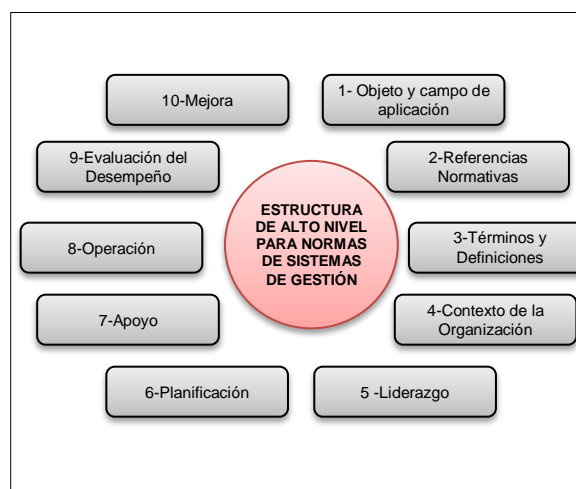 10-Mejora
1- Objeto y campo de
aplicación
9-Evaluación del
Desempeño
2-Referencias
Normativas
ESTRUCTURA
DE ALTO NIVEL
PARA NORMAS
DE SISTEMAS
DE GESTIÓN
8-Operación
3-Términos y
Definiciones
7-Apoyo
4-Contexto de la
Organización
6-Planificación
5 -Liderazgo